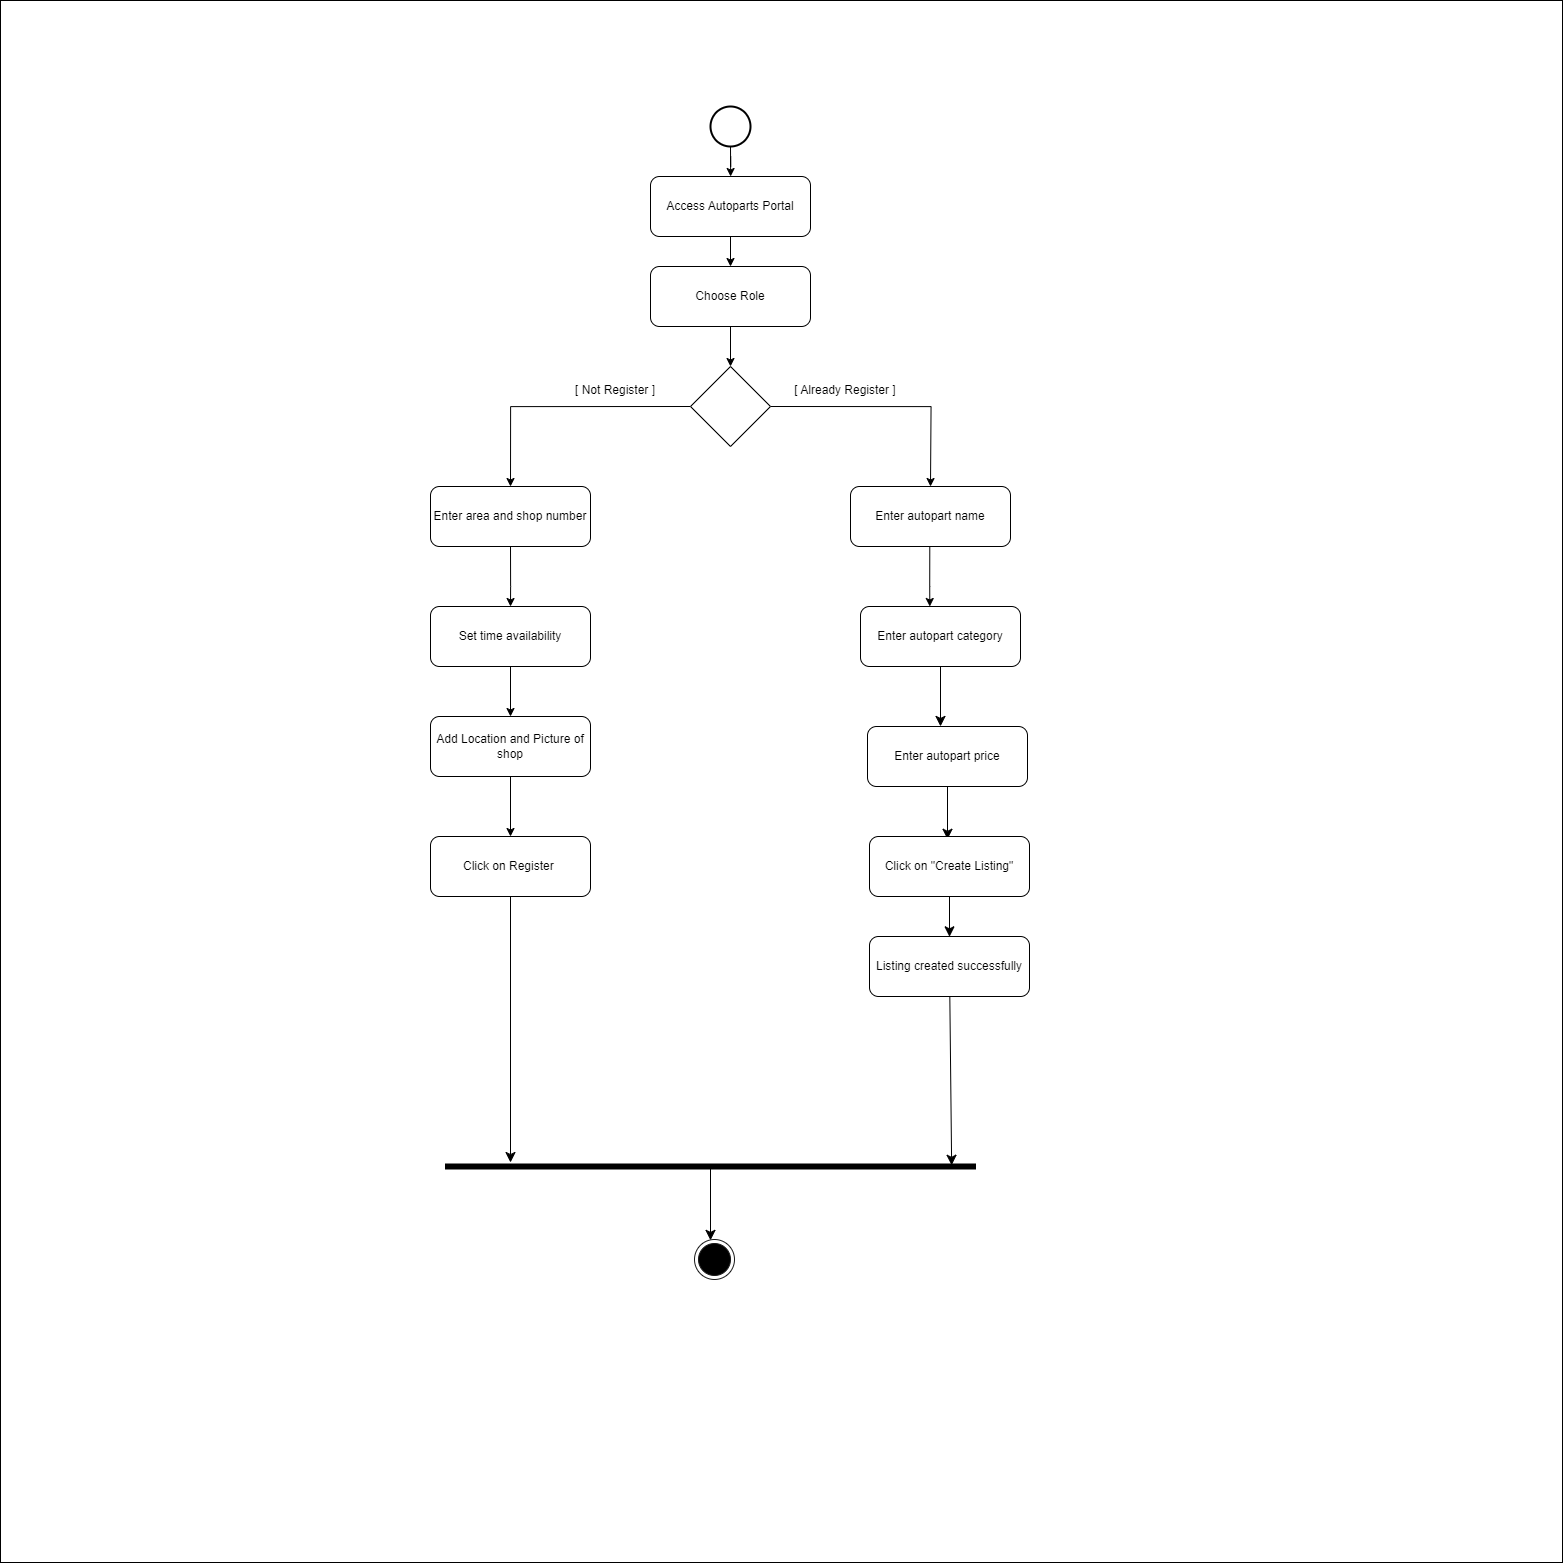 Access Autoparts Portal
Choose Role
[ Not Register ]
[ Already Register ]
Enter area and shop number
Enter autopart name
Set time availability
Enter autopart category
Add Location and Picture of
shop
Enter autopart price
Click on Register
Click on "Create Listing"
Listing created successfully